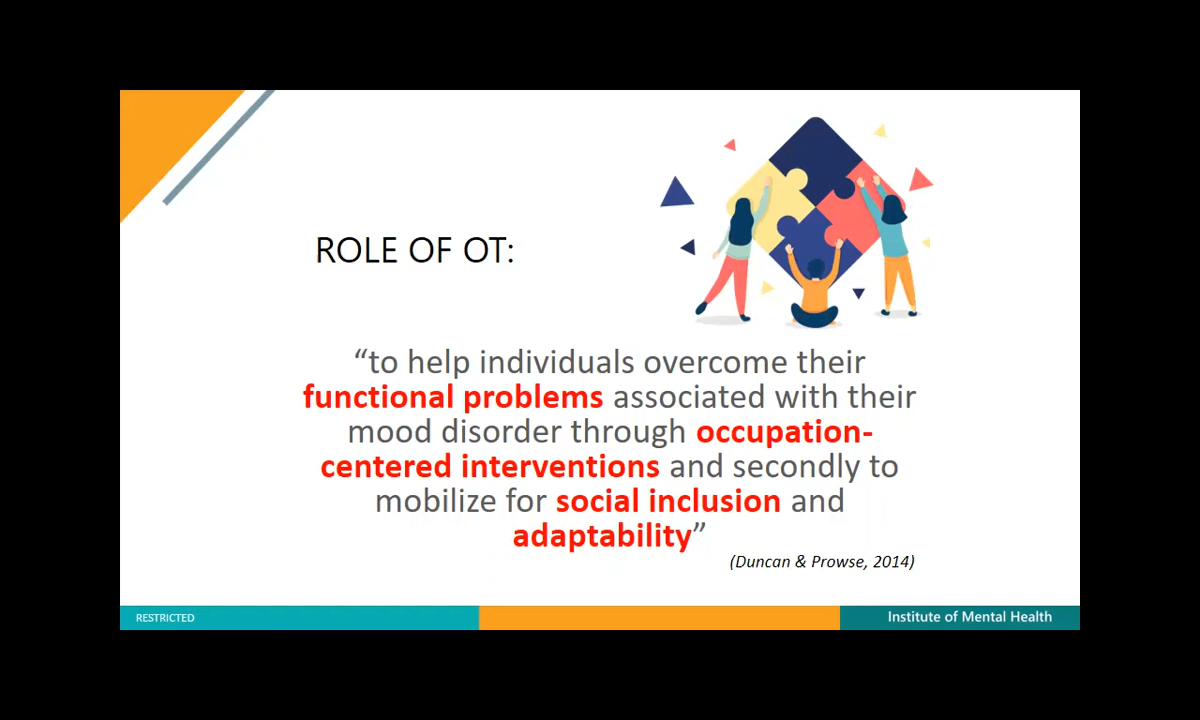 ROLE OF OT:
“to help individuals overcome their
functional problems associated with their
mood disorder through occupation-
centered interventions and secondly to
mobilize for social inclusion and
adaptability”
(Duncan & Prowse, 2014)
RESTRICTED
Institute of Mental Health